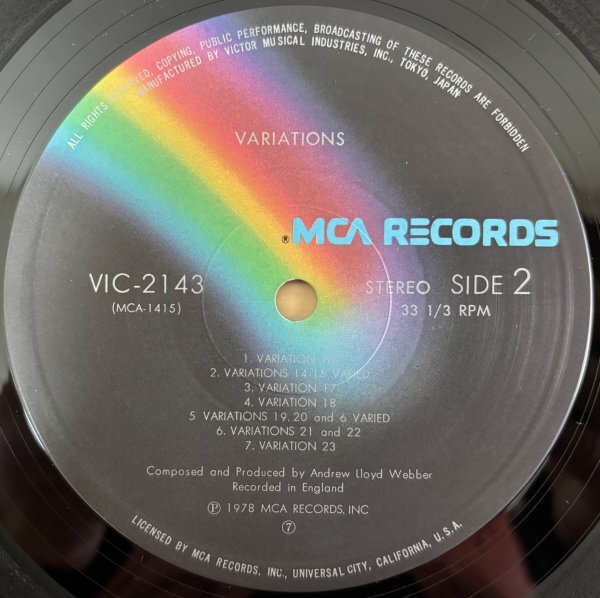 ALL RIGHTS RESERVED. COPYING, PUBLIC PERFORMANCE, BROADCASTING OF THESE RECORDS ARE FORBIDDEN
MANUFACTURED BY VICTOR MUSICAL INDUSTRIES, INC., TOKYO, JAPAN
VARIATIONS
® MCA RECORDS
VIC-2143
(MCA-1415)
STEREO SIDE 2
33 1/3 RPM
1. VARIATION
2. VARIATIONS 14-15 VARIED
3. VARIATION 17
4. VARIATION 18
5 VARIATIONS 19, 20 and 6 VARIED
6. VARIATIONS 21 and 22
7. VARIATION 23
Composed and Produced by Andrew Lloyd Webber
Recorded in England
℗ 1978 MCA RECORDS, INC
⑦
LICENSED BY MCA RECORDS, INC., UNIVERSAL CITY, CALIFORNIA, U.S.A.